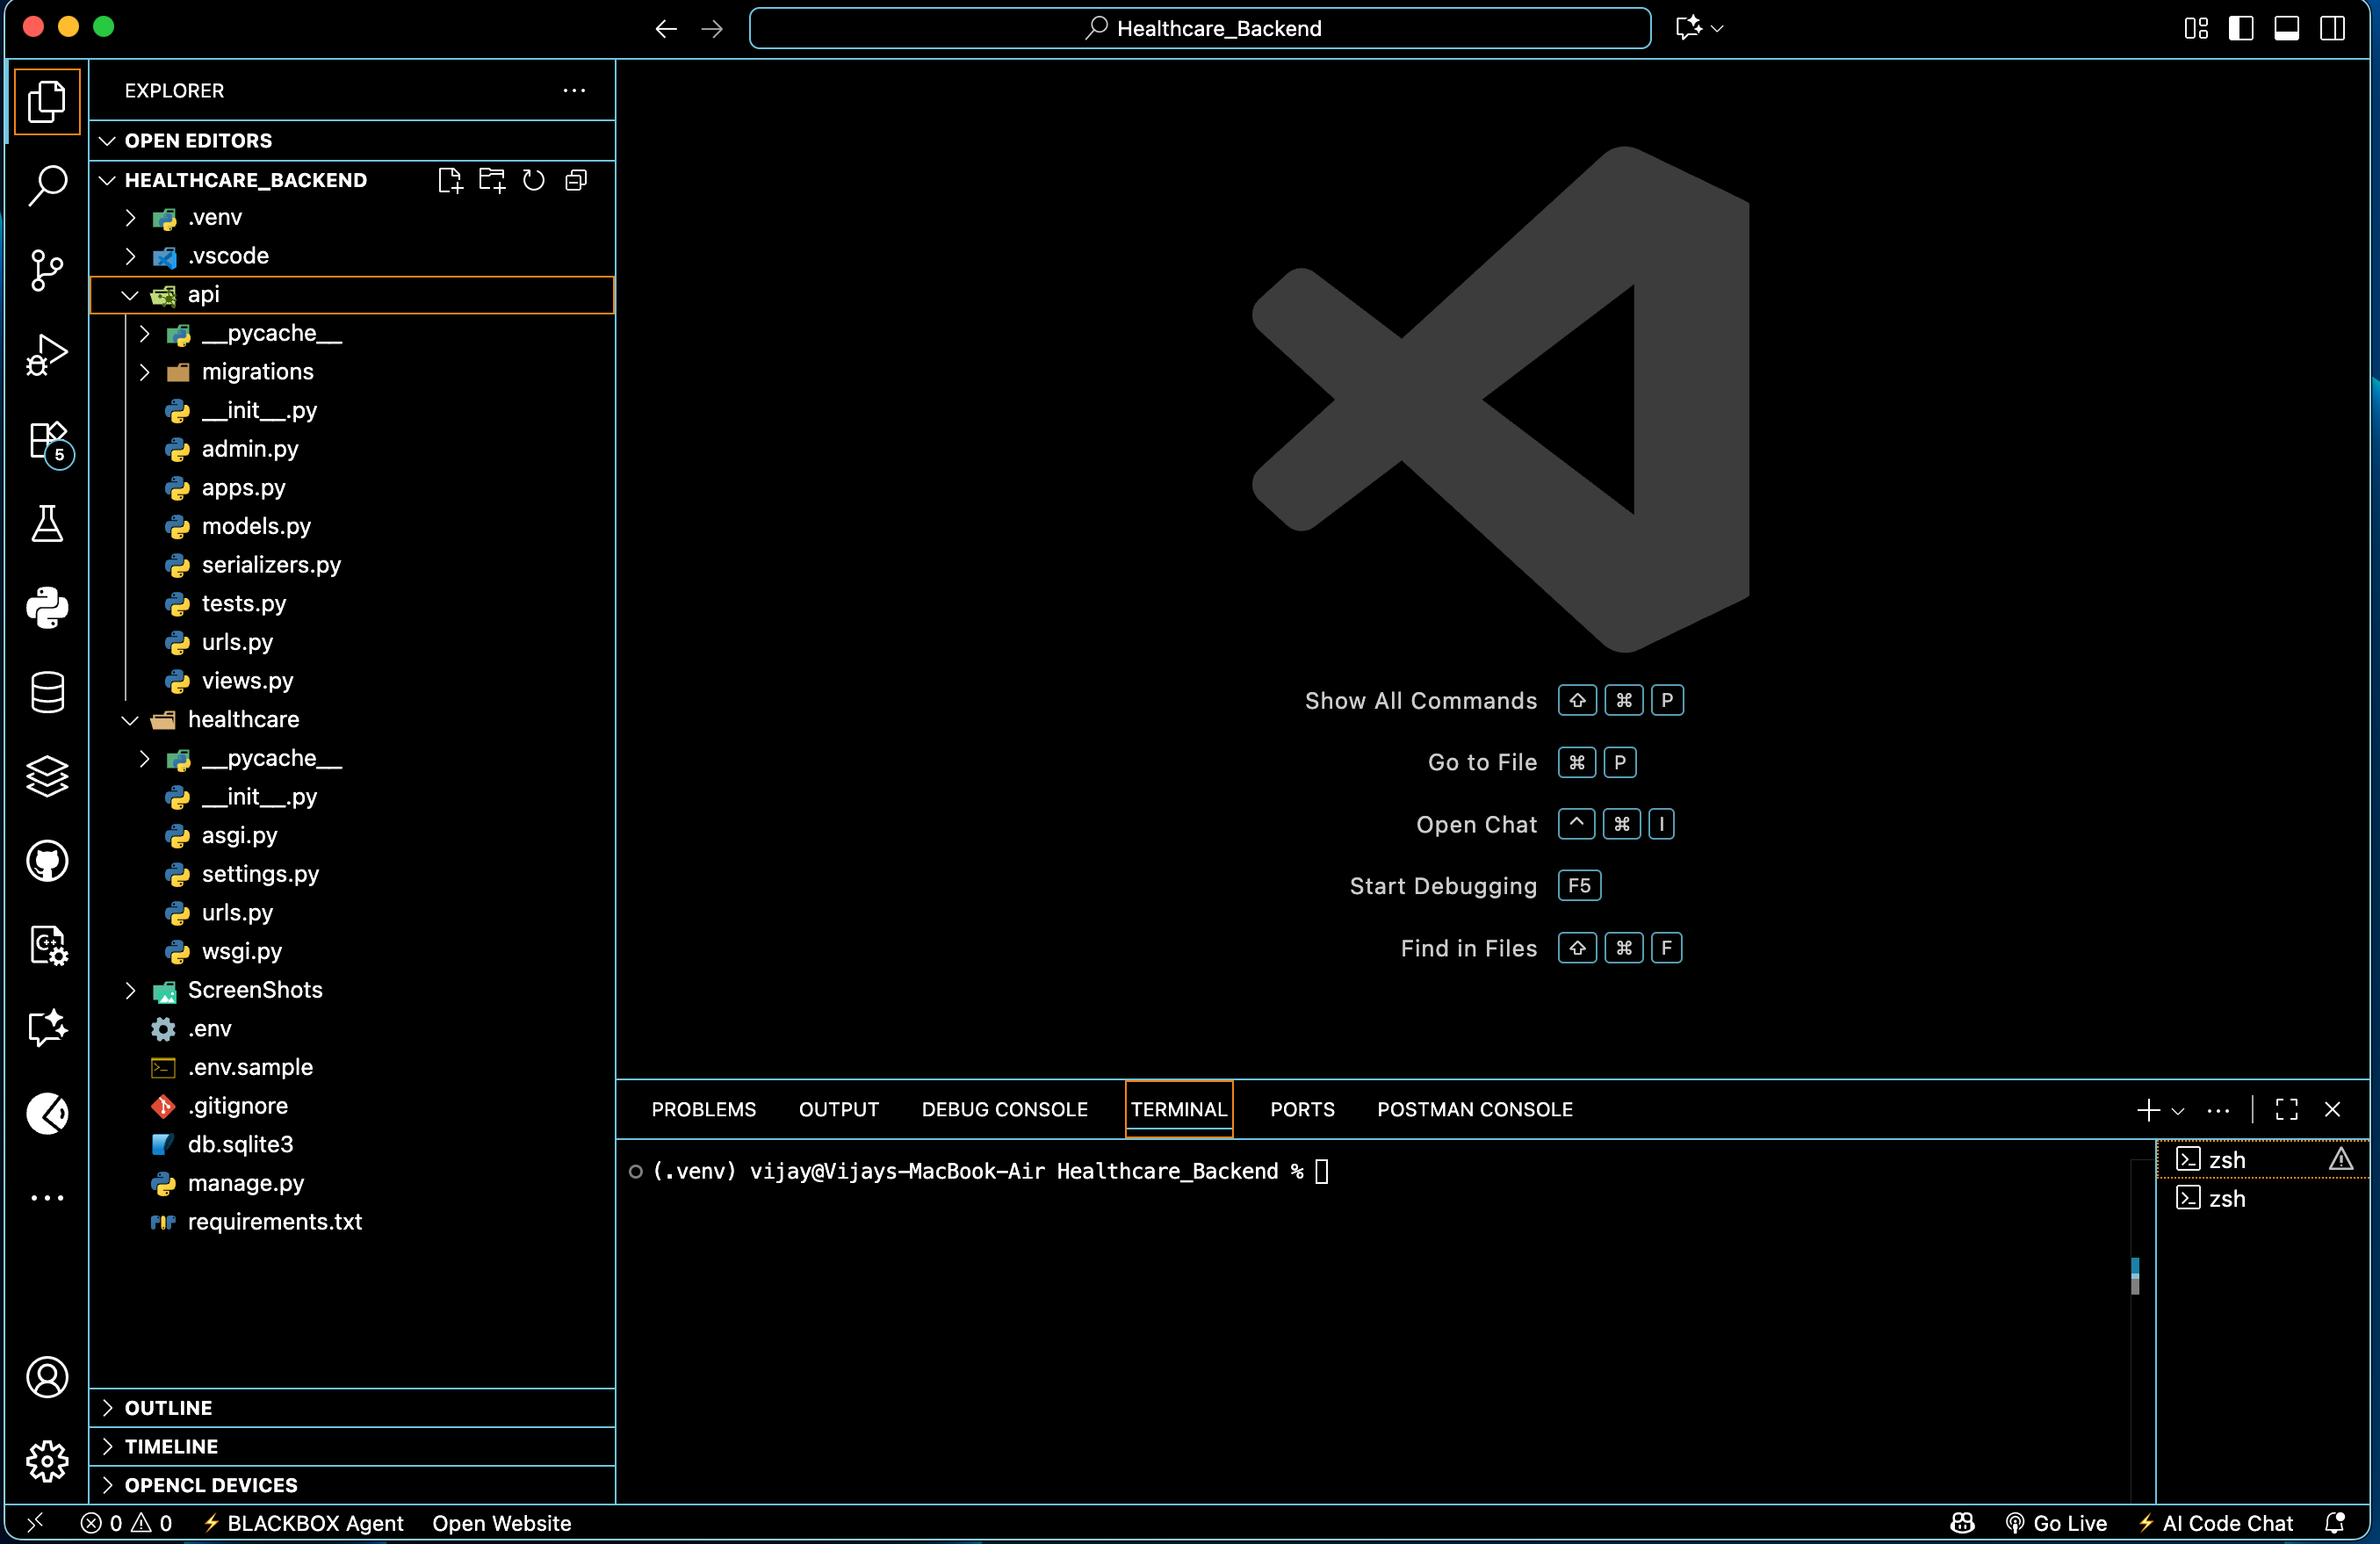 Healthcare_Backend
EXPLORER
OPEN EDITORS
HEALTHCARE_BACKEND
.venv
.vscode
api
__pycache__
migrations
__init__.py
admin.py
apps.py
models.py
serializers.py
tests.py
urls.py
views.py
healthcare
__pycache__
__init__.py
asgi.py
settings.py
urls.py
wsgi.py
ScreenShots
.env
.env.sample
.gitignore
db.sqlite3
manage.py
requirements.txt
OUTLINE
TIMELINE
OPENCL DEVICES
5
Show All Commands ⇧ ⌘ P
Go to File ⌘ P
Open Chat ^ ⌘ I
Start Debugging F5
Find in Files ⇧ ⌘ F
PROBLEMS OUTPUT DEBUG CONSOLE TERMINAL PORTS POSTMAN CONSOLE
(.venv) vijay@Vijays-MacBook-Air Healthcare_Backend %
zsh
zsh
0 0 BLACKBOX Agent Open Website Go Live AI Code Chat